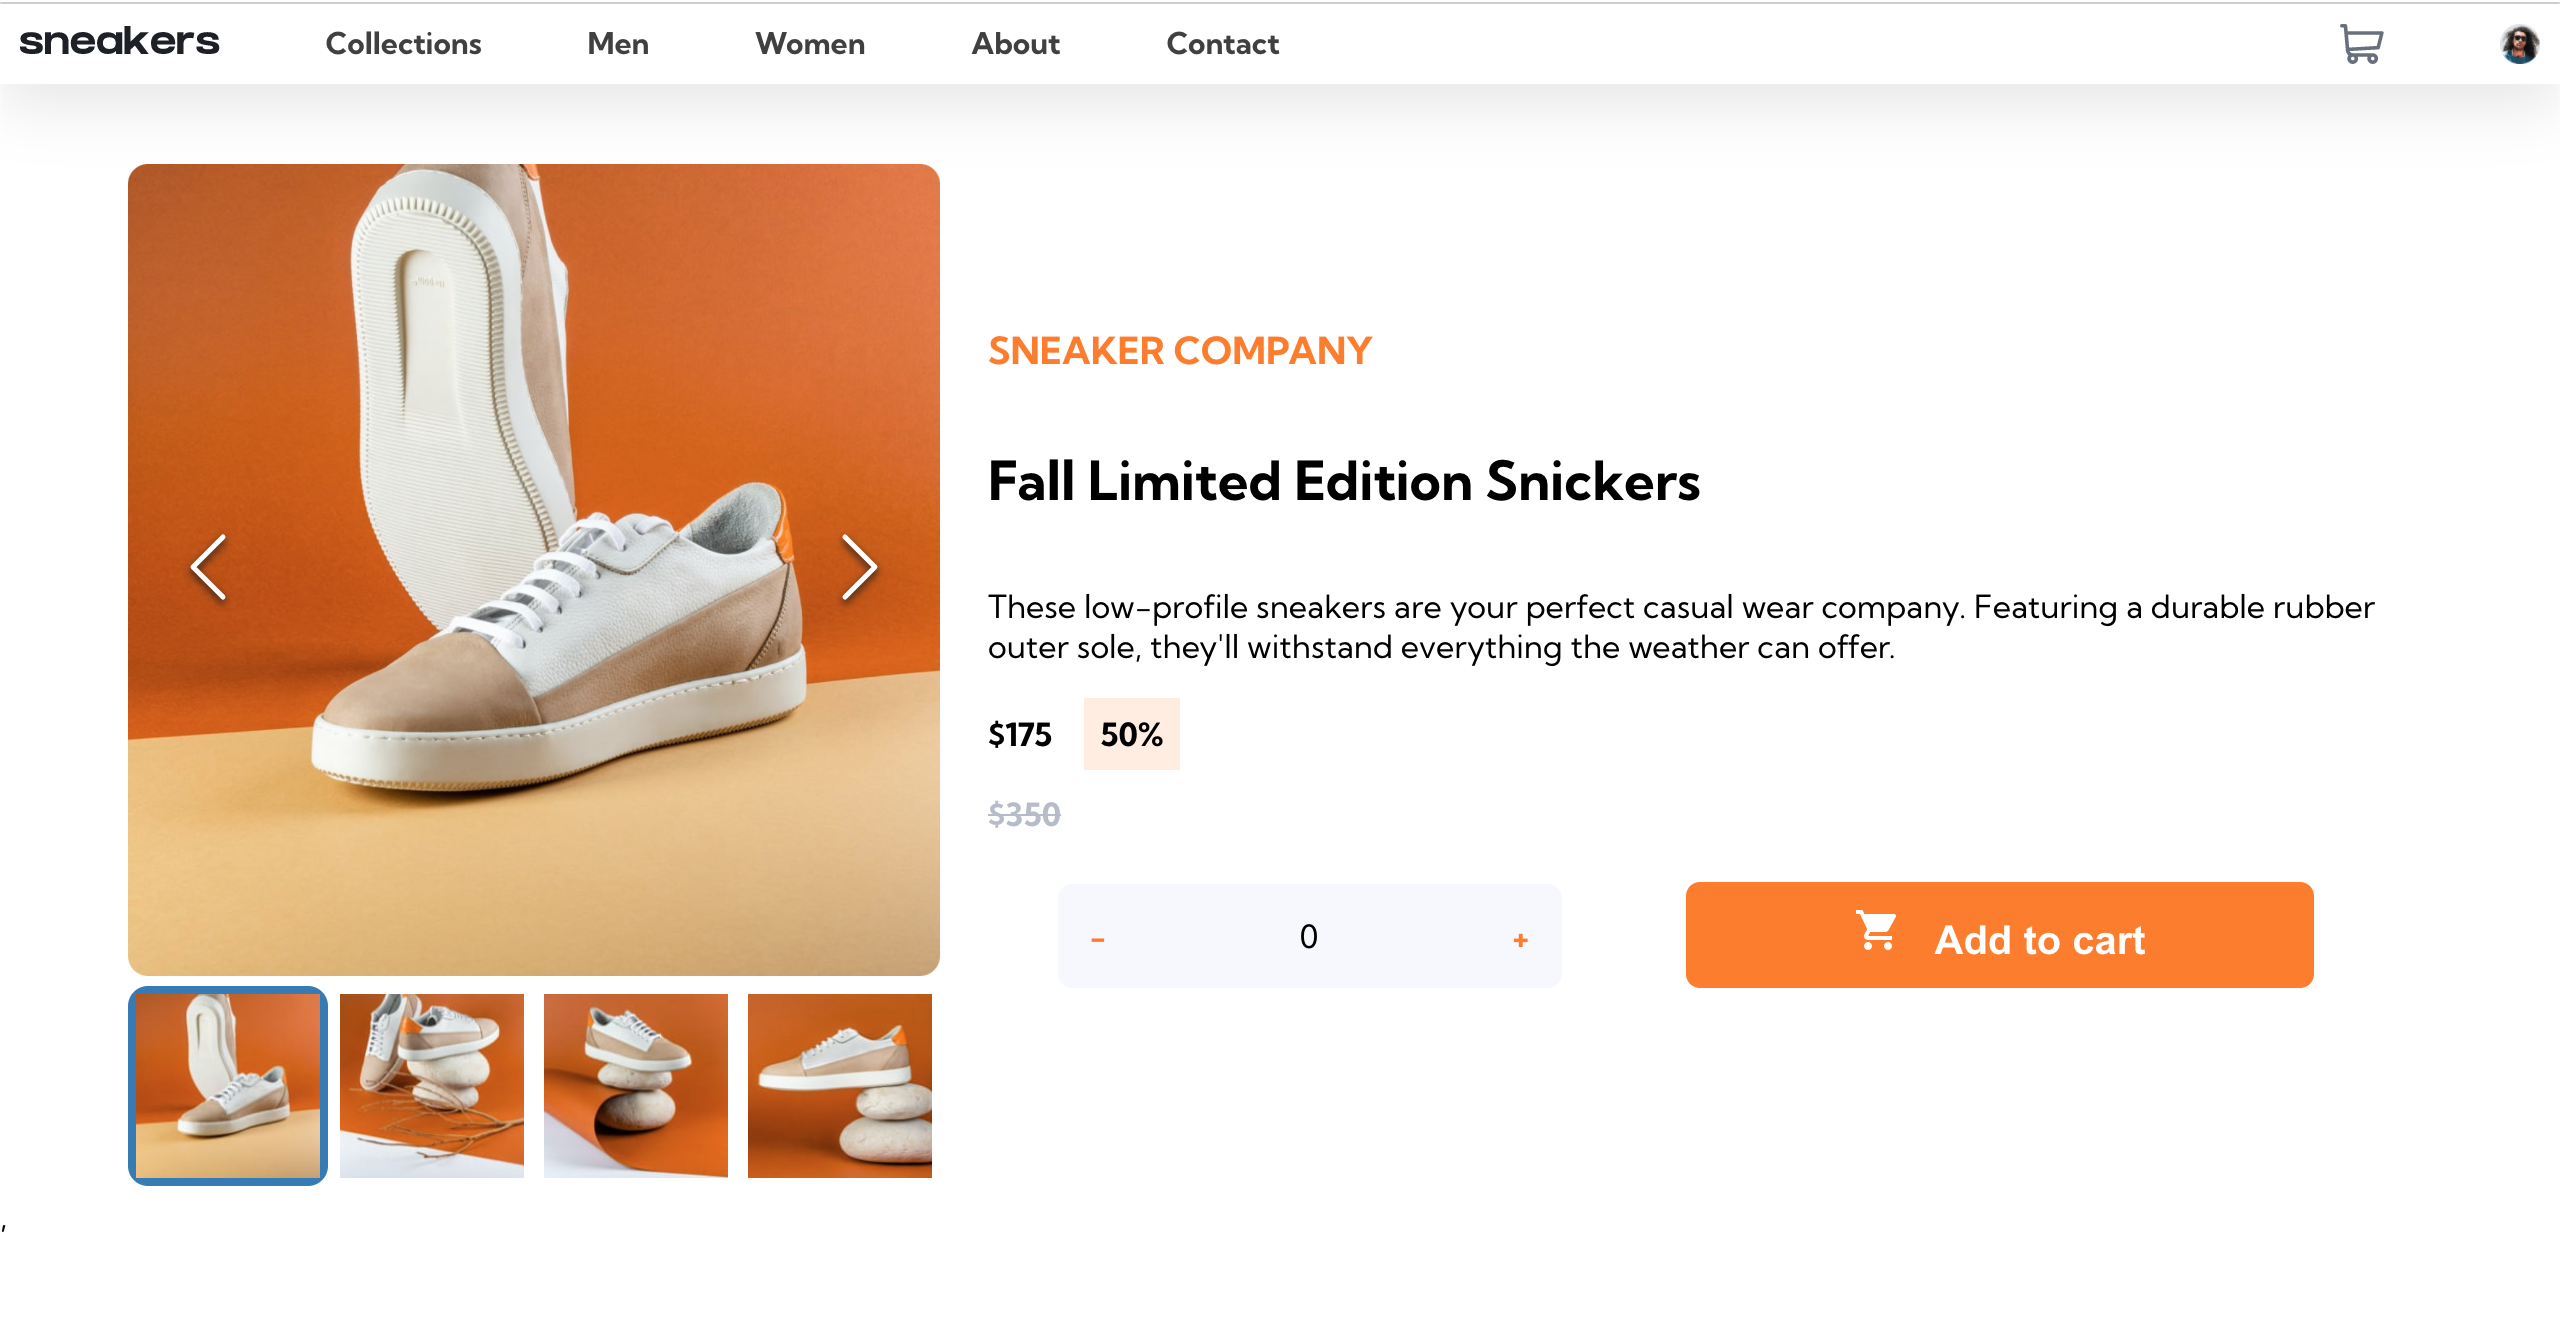 sneakers
Collections
Men
Women
About
Contact
SNEAKER COMPANY
Fall Limited Edition Snickers
These low-profile sneakers are your perfect casual wear company. Featuring a durable rubber
outer sole, they'll withstand everything the weather can offer.
$175
50%
$350
-
0
+
Add to cart
,